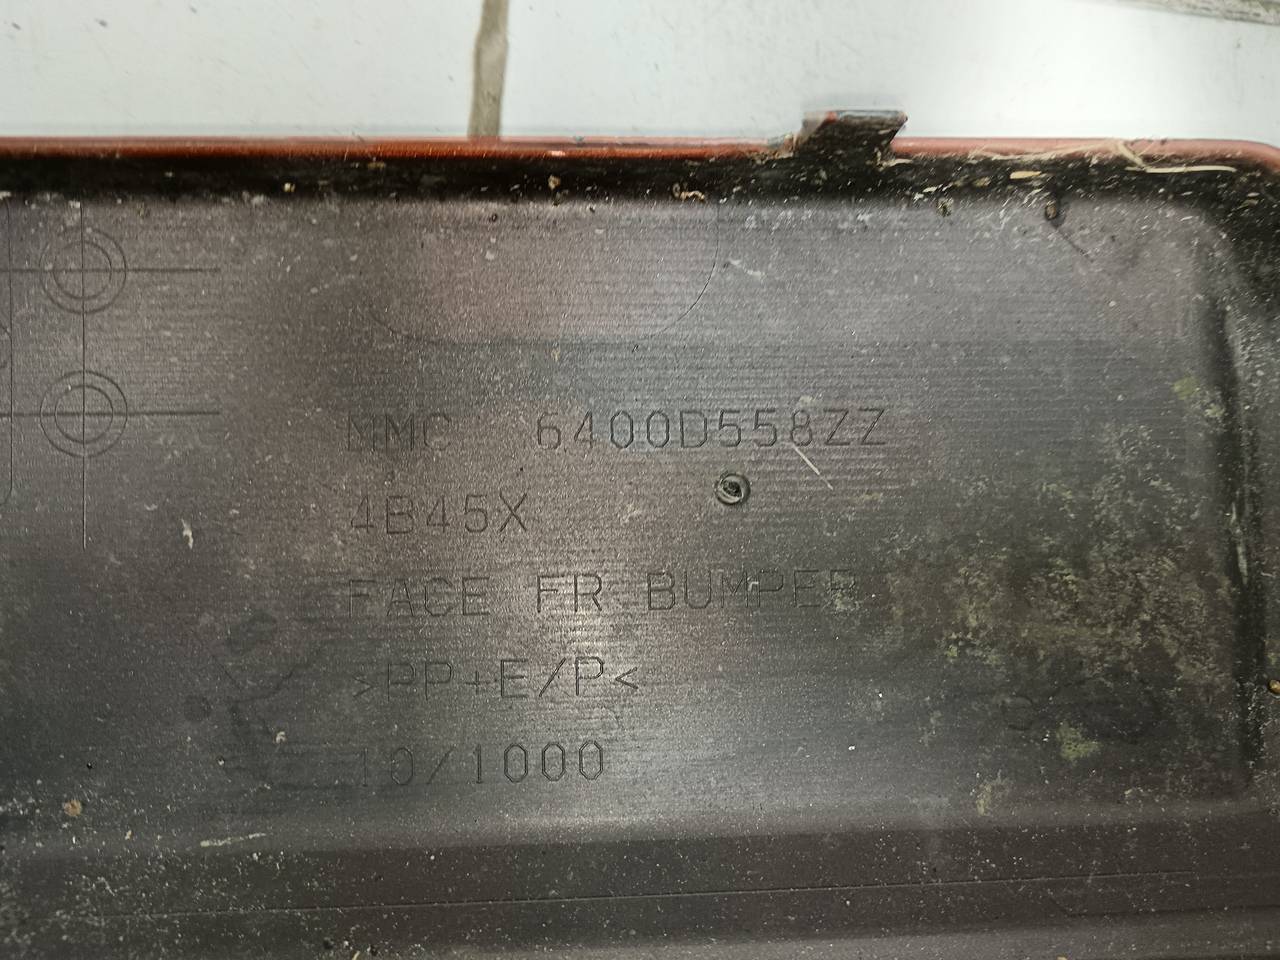 MMC 6400D558ZZ
4B45X
FACE FR BUMPER
>PP+E/P<
10/1000